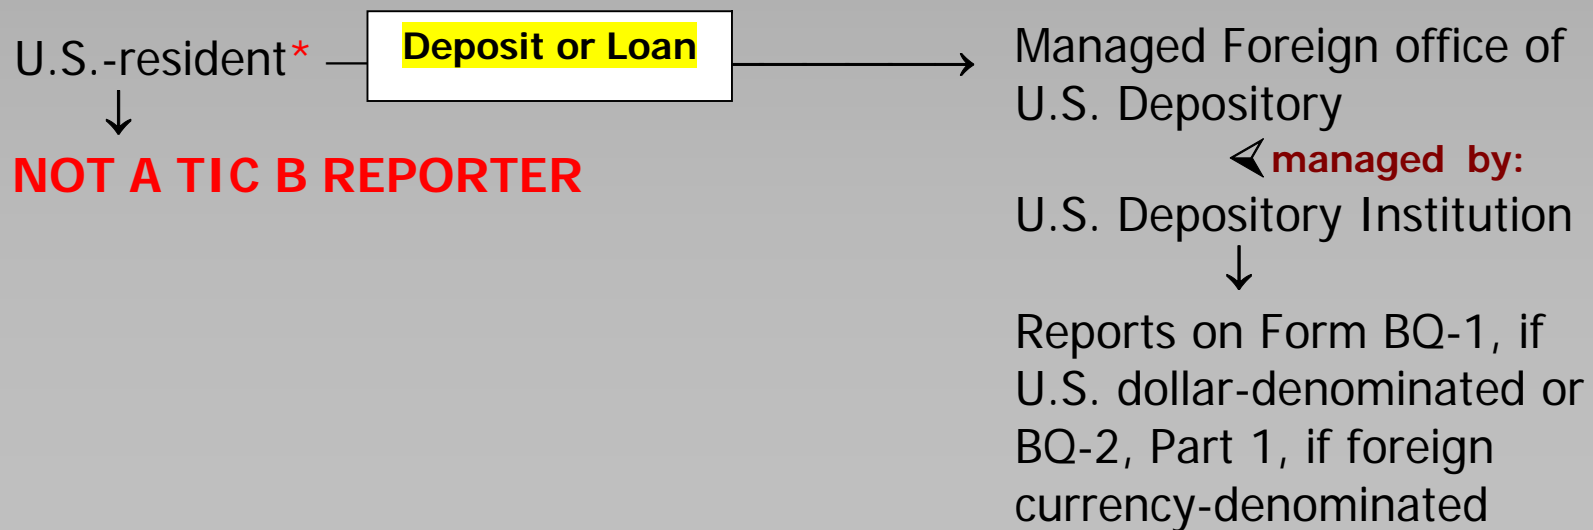 U.S.-resident*
Deposit or Loan
NOT A TIC B REPORTER
Managed Foreign office of
U.S. Depository
managed by:
U.S. Depository Institution
Reports on Form BQ-1, if
U.S. dollar-denominated or
BQ-2, Part 1, if foreign
currency-denominated